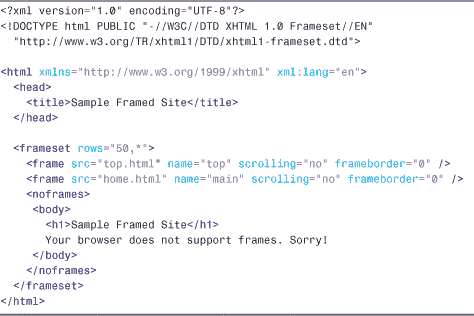 <?xml version="1.0" encoding="UTF-8"?>
<!DOCTYPE html PUBLIC "-//W3C//DTD XHTML 1.0 Frameset//EN"
"http://www.w3.org/TR/xhtml1/DTD/xhtml1-frameset.dtd">
<html xmlns="http://www.w3.org/1999/xhtml" xml:lang="en">
<head>
<title>Sample Framed Site</title>
</head>
<frameset rows="50,*">
<frame src="top.html" name="top" scrolling="no" frameborder="0" />
<frame src="home.html" name="main" scrolling="no" frameborder="0" />
<noframes>
<body>
<h1>Sample Framed Site</h1>
Your browser does not support frames. Sorry!
</body>
</noframes>
</frameset>
</html>